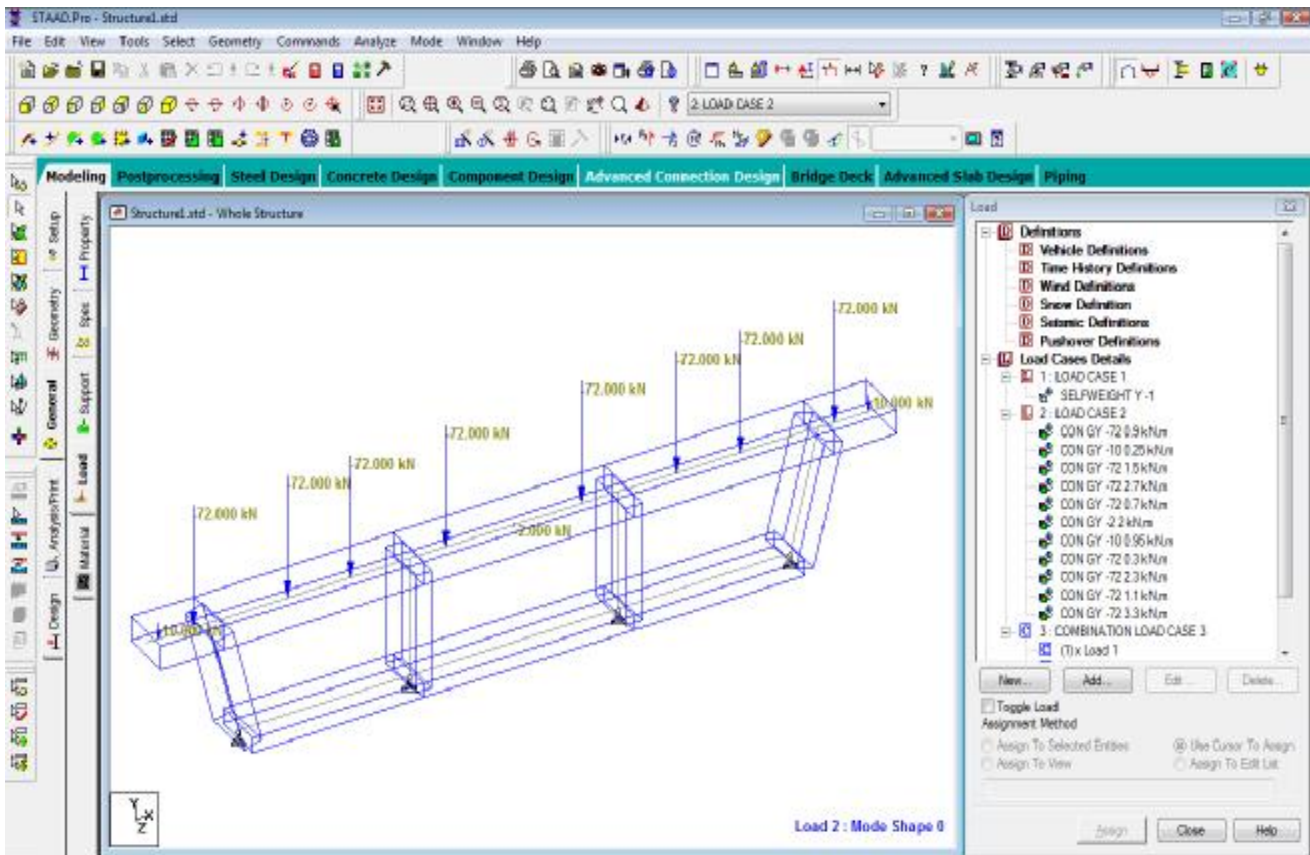 STAAD.Pro - Structure1.std
File Edit View Tools Select Geometry Commands Analyze Mode Window Help
2: LOAD CASE 2
Modeling Postprocessing Steel Design Concrete Design Component Design Advanced Connection Design Bridge Deck Advanced Slab Design Piping
Setup
Geometry
General
Analysis/Print
Design
Property
Spec
Support
Load
Material
Structure1.std - Whole Structure
-72.000 kN
-72.000 kN
-72.000 kN
-72.000 kN
-10.000 kN
-72.000 kN
-72.000 kN
-72.000 kN
-72.000 kN
-2.000 kN
-10.000 kN
Y
X
Z
Load 2 : Mode Shape 0
Load
Definitions
Vehicle Definitions
Time History Definitions
Wind Definitions
Snow Definition
Seismic Definitions
Pushover Definitions
Load Cases Details
1 : LOAD CASE 1
SELFWEIGHT Y -1
2 : LOAD CASE 2
CON GY -72 0.9 kN,m
CON GY -10 0.25 kN,m
CON GY -72 1.5 kN,m
CON GY -72 2.7 kN,m
CON GY -72 0.7 kN,m
CON GY -2 2 kN,m
CON GY -10 0.95 kN,m
CON GY -72 0.3 kN,m
CON GY -72 2.3 kN,m
CON GY -72 1.1 kN,m
CON GY -72 3.3 kN,m
3 : COMBINATION LOAD CASE 3
(1) x Load 1
New... Add... Edit... Delete...
Toggle Load
Assignment Method
Assign To Selected Entities Use Cursor To Assign
Assign To View Assign To Edit List
Assign Close Help